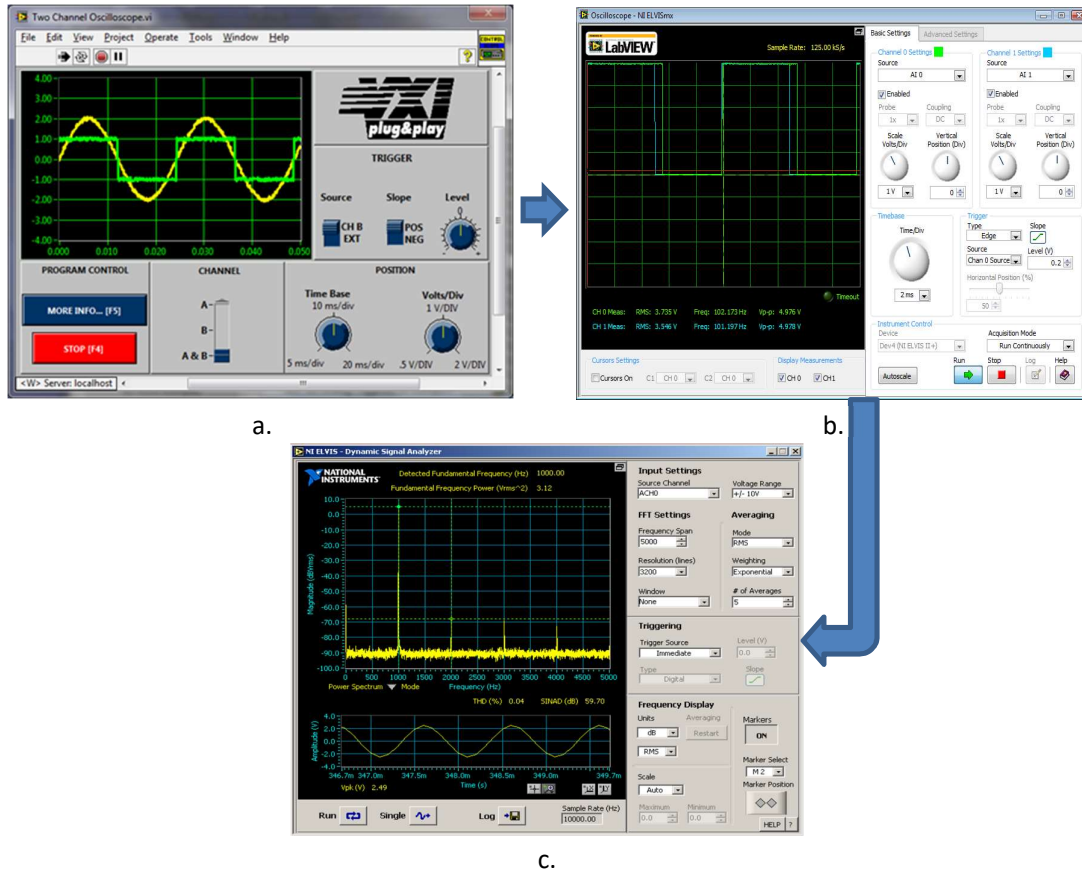 Two Channel Oscilloscope.vi
File Edit View Project Operate Tools Window Help
4.00
3.00
2.00
1.00
0.00
-1.00
-2.00
-3.00
-4.00
0.000 0.010 0.020 0.030 0.040 0.050
VXI
plug&play
TRIGGER
Source Slope Level
CH B
EXT
POS
NEG
0
PROGRAM CONTROL
MORE INFO... [F5]
STOP [F4]
CHANNEL
A
B
A & B
POSITION
Time Base
10 ms/div
5 ms/div 20 ms/div
Volts/Div
1 V/DIV
.5 V/DIV 2 V/DIV
<W> Server: localhost
a.
Oscilloscope - NI ELVISmx
LabVIEW
Sample Rate: 125.00 kS/s
Timeout
CH 0 Meas: RMS: 3.735 V Freq: 102.173 Hz Vp-p: 4.976 V
CH 1 Meas: RMS: 3.546 V Freq: 101.197 Hz Vp-p: 4.978 V
Cursors Settings
Cursors On C1 CH 0 C2 CH 0
Display Measurements
CH 0 CH1
Basic Settings Advanced Settings
Channel 0 Settings
Source
AI 0
Enabled
Probe Coupling
1x DC
Scale
Volts/Div
Vertical
Position (Div)
1 V 0
Channel 1 Settings
Source
AI 1
Enabled
Probe Coupling
1x DC
Scale
Volts/Div
Vertical
Position (Div)
1 V 0
Timebase
Time/Div
2 ms
Trigger
Type Slope
Edge
Source Level (V)
Chan 0 Source 0.2
Horizontal Position (%)
50
Instrument Control
Device Acquisition Mode
Dev4 (NI ELVIS II+) Run Continuously
Run Stop Log Help
Autoscale
b.
NI ELVIS - Dynamic Signal Analyzer
NATIONAL
INSTRUMENTS
Detected Fundamental Frequency (Hz) 1000.00
Fundamental Frequency Power (Vrms^2) 3.12
Magnitude (dBVrms)
10.0
0.0
-10.0
-20.0
-30.0
-40.0
-50.0
-60.0
-70.0
-80.0
-90.0
-100.0
0 500 1000 1500 2000 2500 3000 3500 4000 4500 5000
Power Spectrum Mode Frequency (Hz)
THD (%) 0.04 SINAD (dB) 59.70
Amplitude (V)
4.0
2.0
0.0
-2.0
-4.0
346.7m 347.0m 347.5m 348.0m 348.5m 349.0m 349.7m
Vpk (V) 2.49 Time (s)
Run Single Log
Sample Rate (Hz)
10000.00
Input Settings
Source Channel Voltage Range
ACH0 +/- 10V
FFT Settings
Frequency Span
5000
Resolution (lines)
3200
Window
None
Averaging
Mode
RMS
Weighting
Exponential
# of Averages
5
Triggering
Trigger Source Level (V)
Immediate 0.0
Type Slope
Digital
Frequency Display
Units Averaging
dB Restart
RMS
Scale
Auto
Maximum Minimum
0.0 0.0
Markers
ON
Marker Select
M 2
Marker Position
HELP ?
c.